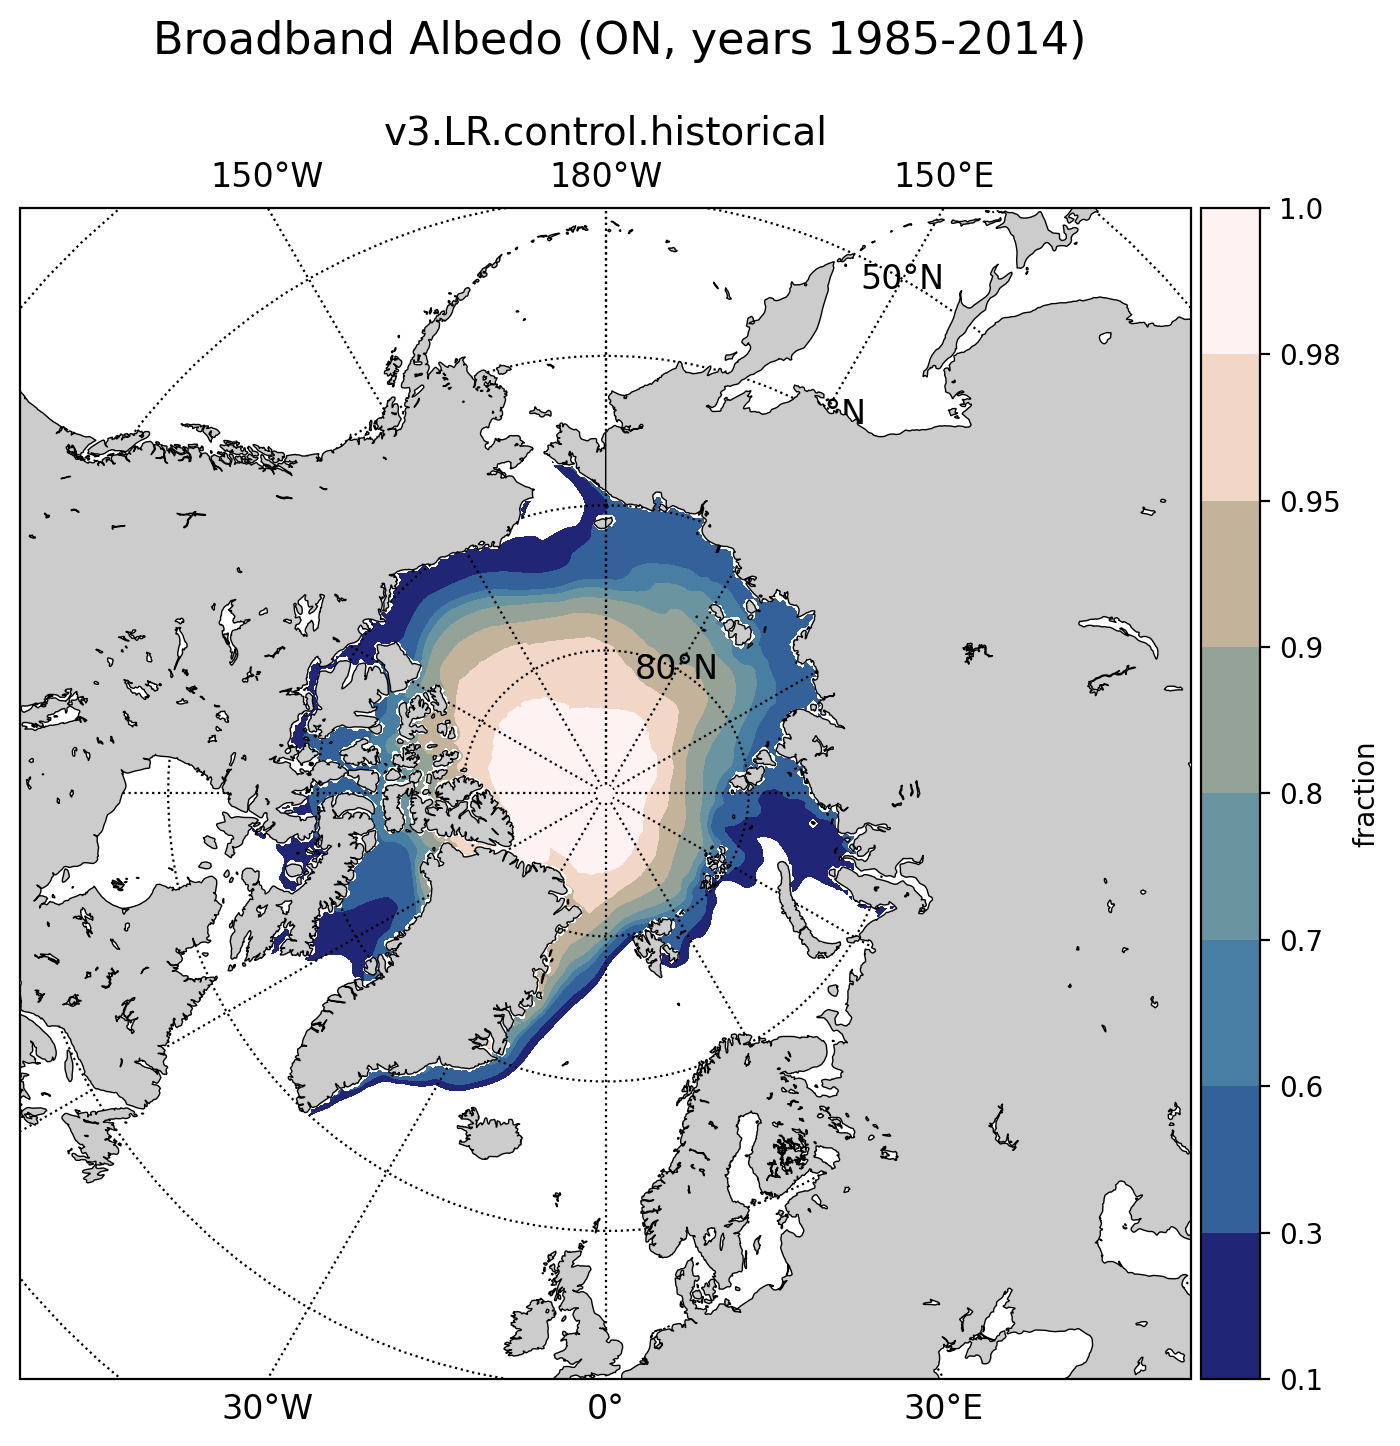 Broadband Albedo (ON, years 1985-2014)
v3.LR.control.historical
150°W 180°W 150°E
50°N
°N
80°N
1.0
0.98
0.95
0.9
0.8
0.7
0.6
0.3
0.1
fraction
30°W 0° 30°E